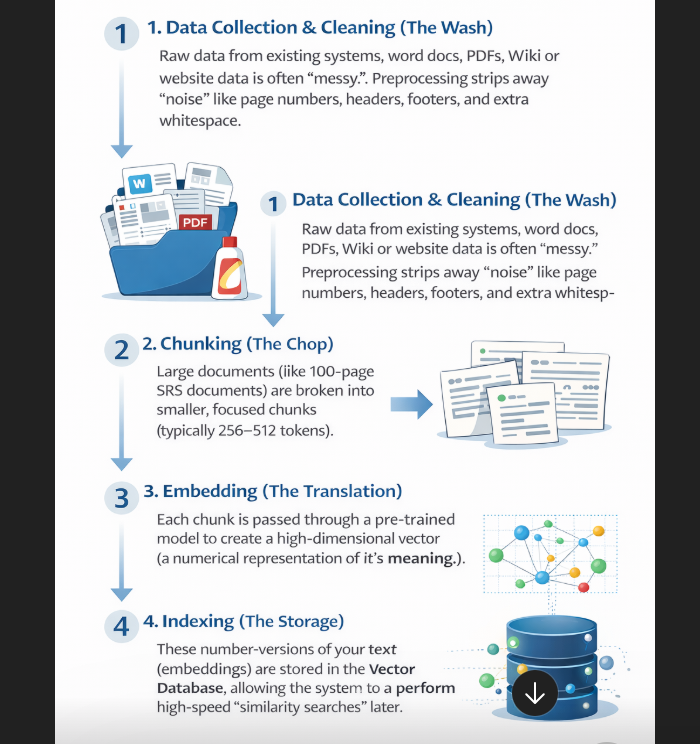 1
1. Data Collection & Cleaning (The Wash)
Raw data from existing systems, word docs, PDFs, Wiki or
website data is often “messy.”. Preprocessing strips away
“noise” like page numbers, headers, footers, and extra
whitespace.
W
PDF
1
Data Collection & Cleaning (The Wash)
Raw data from existing systems, word docs,
PDFs, Wiki or website data is often “messy.”
Preprocessing strips away “noise” like page
numbers, headers, footers, and extra whitesp-
2
2. Chunking (The Chop)
Large documents (like 100-page
SRS documents) are broken into
smaller, focused chunks
(typically 256–512 tokens).
3
3. Embedding (The Translation)
Each chunk is passed through a pre-trained
model to create a high-dimensional vector
(a numerical representation of it’s meaning.).
4
4. Indexing (The Storage)
These number-versions of your text
(embeddings) are stored in the Vector
Database, allowing the system to a perform
high-speed “similarity searches” later.